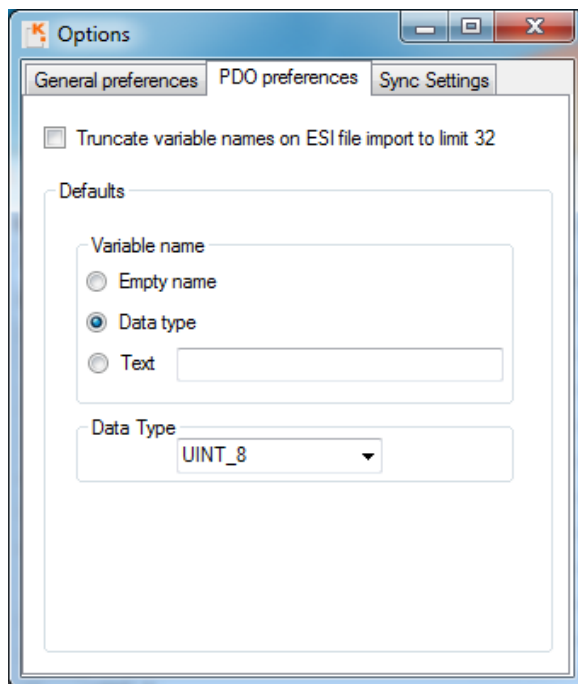 Options
General preferences PDO preferences Sync Settings
Truncate variable names on ESI file import to limit 32
Defaults
Variable name
Empty name
Data type
Text
Data Type
UINT_8